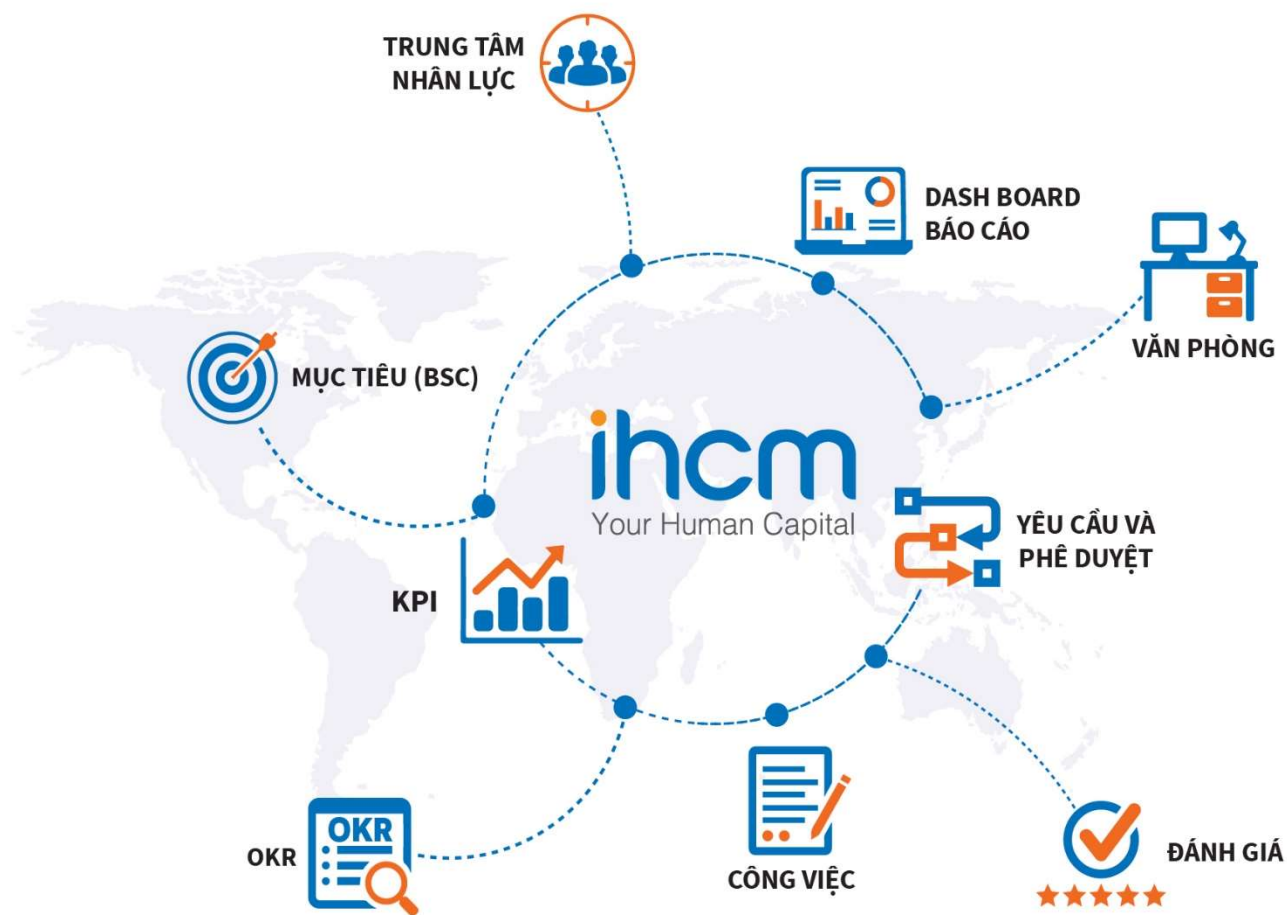 TRUNG TÂM
NHÂN LỰC
DASH BOARD
BÁO CÁO
VĂN PHÒNG
MỤC TIÊU (BSC)
ihcm
Your Human Capital
YÊU CẦU VÀ
PHÊ DUYỆT
KPI
OKR
OKR
CÔNG VIỆC
ĐÁNH GIÁ